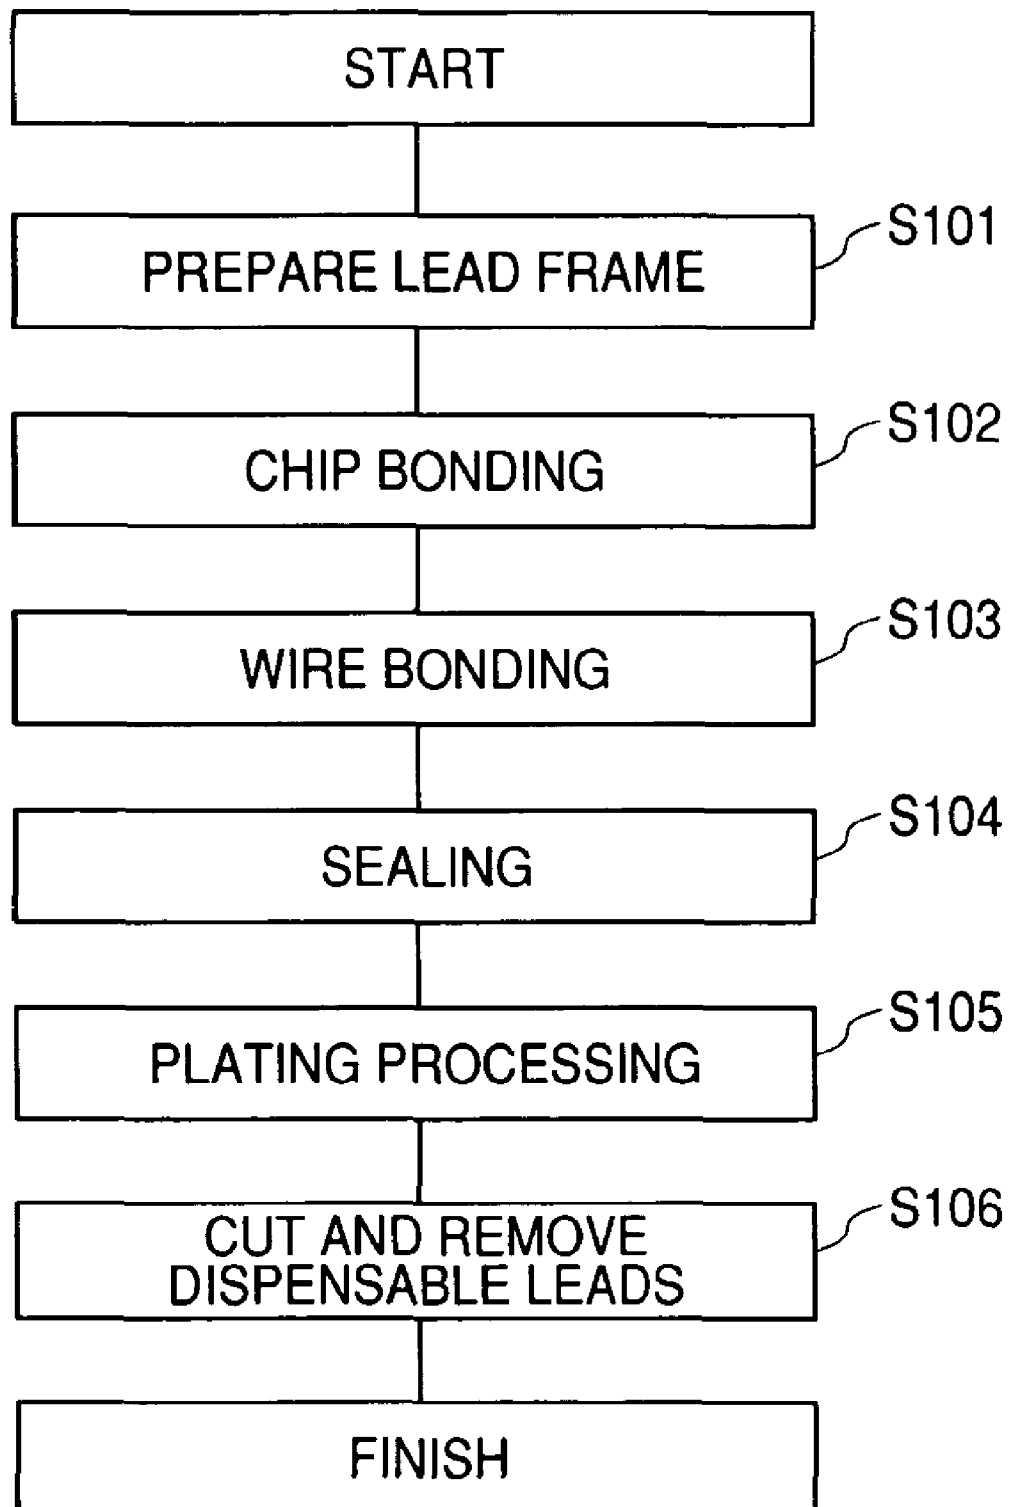 START
S101
PREPARE LEAD FRAME
S102
CHIP BONDING
S103
WIRE BONDING
S104
SEALING
S105
PLATING PROCESSING
S106
CUT AND REMOVE
DISPENSABLE LEADS
FINISH